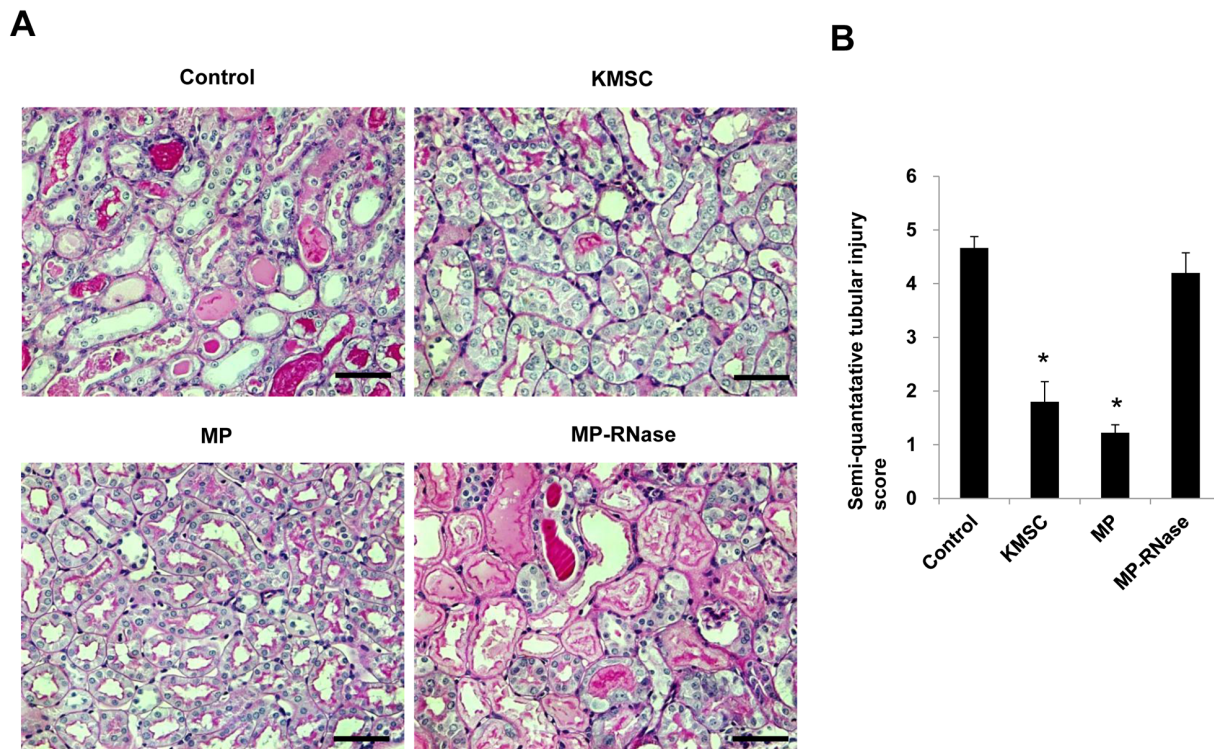 A
B
Control
KMSC
MP
MP-RNase
Semi-quantatative tubular injury
score
6
5
4
3
2
1
0
*
*
Control
KMSC
MP
MP-RNase